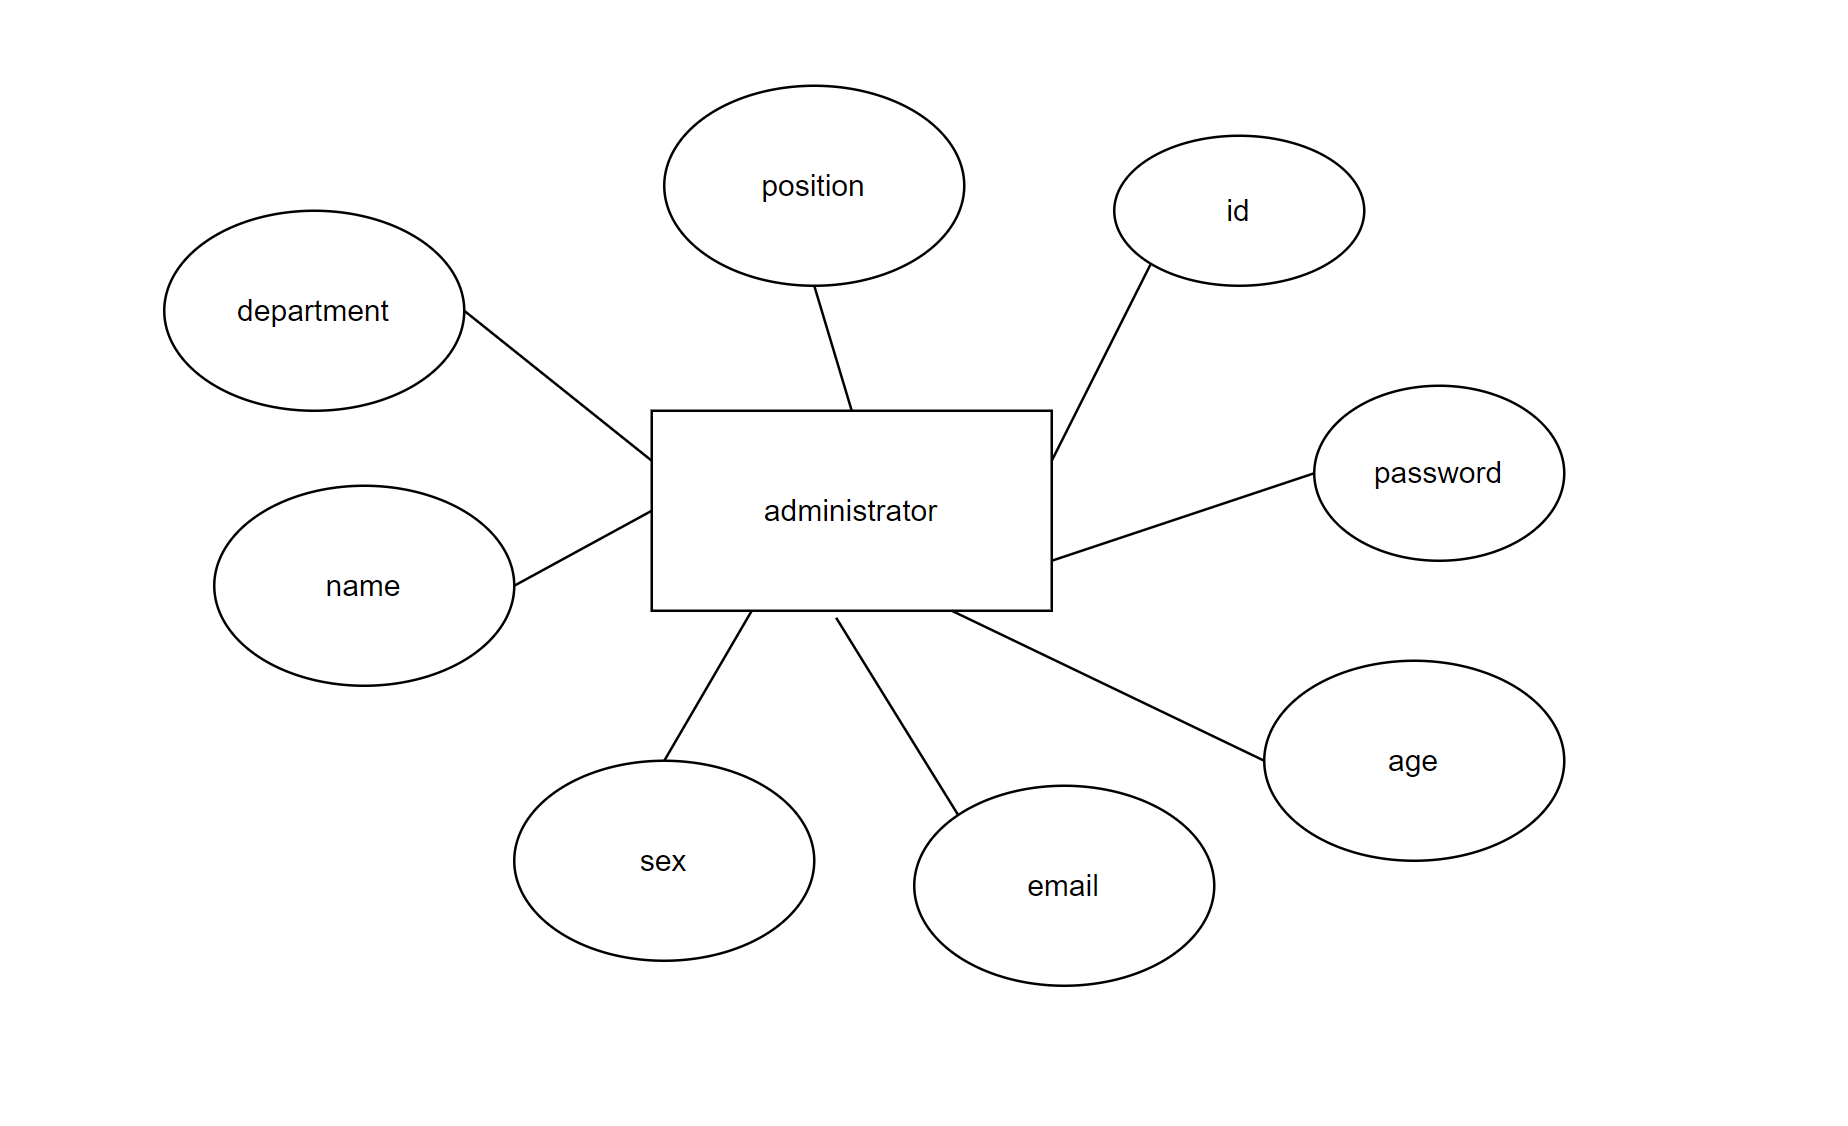 position
id
department
password
administrator
name
age
sex
email